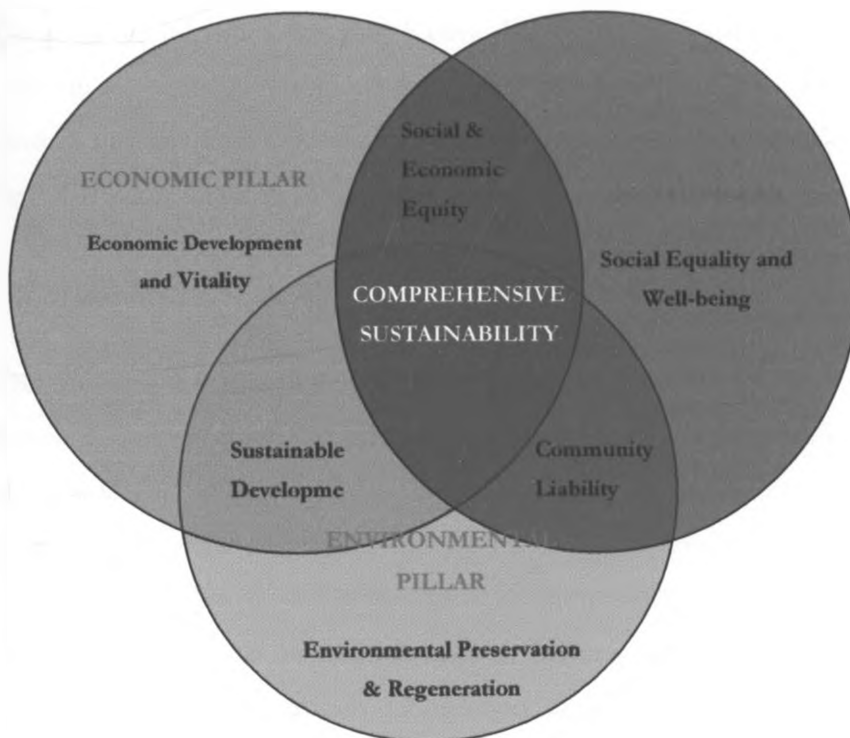 Social &
Economic
Equity
ECONOMIC PILLAR
Economic Development
and Vitality
Social Equality and
Well-being
COMPREHENSIVE
SUSTAINABILITY
Sustainable
Developme
Community
Liability
ENVIRONMENTAL
PILLAR
Environmental Preservation
& Regeneration